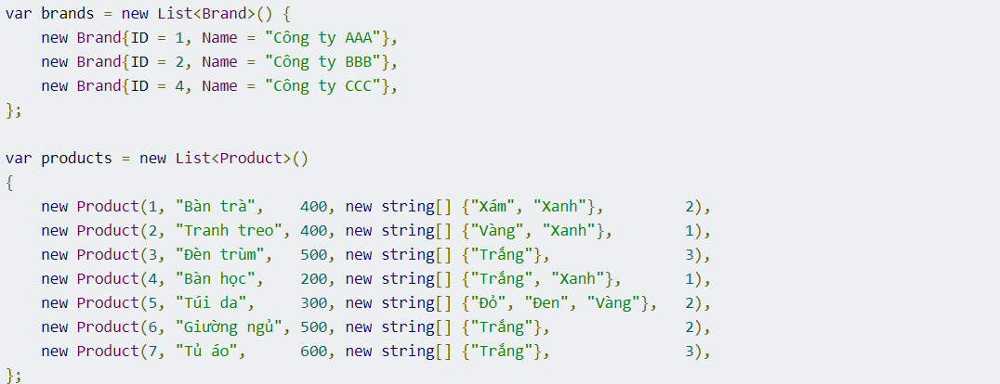 var brands = new List<Brand>() {
    new Brand{ID = 1, Name = "Công ty AAA"},
    new Brand{ID = 2, Name = "Công ty BBB"},
    new Brand{ID = 4, Name = "Công ty CCC"},
};

var products = new List<Product>()
{
    new Product(1, "Bàn trà",    400, new string[] {"Xám", "Xanh"},         2),
    new Product(2, "Tranh treo", 400, new string[] {"Vàng", "Xanh"},        1),
    new Product(3, "Đèn trùm",   500, new string[] {"Trắng"},               3),
    new Product(4, "Bàn học",    200, new string[] {"Trắng", "Xanh"},       1),
    new Product(5, "Túi da",     300, new string[] {"Đỏ", "Đen", "Vàng"},   2),
    new Product(6, "Giường ngủ", 500, new string[] {"Trắng"},               2),
    new Product(7, "Tủ áo",      600, new string[] {"Trắng"},               3),
};